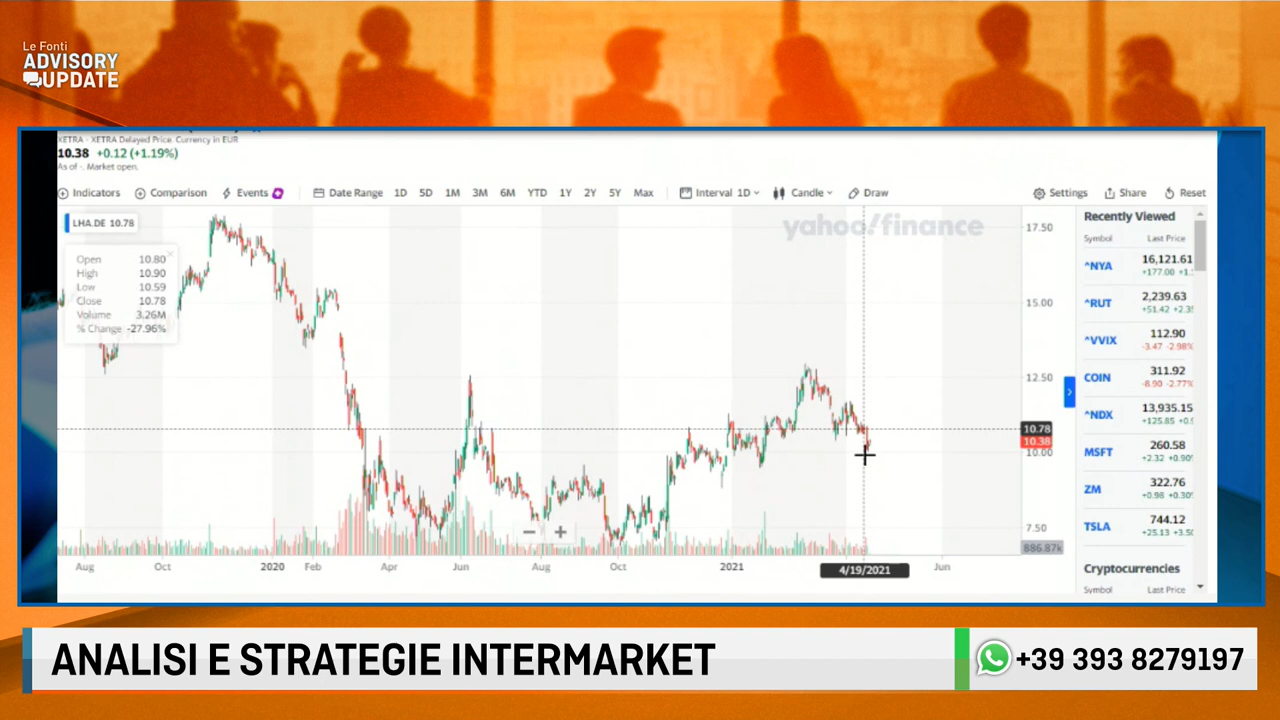 Le Fonti
ADVISORY
UPDATE
XETRA - XETRA Delayed Price. Currency in EUR
10.38 +0.12 (+1.19%)
As of -. Market open.
Indicators Comparison Events Date Range 1D 5D 1M 3M 6M YTD 1Y 2Y 5Y Max Interval 1D Candle Draw Settings Share Reset
LHA.DE 10.78
Open 10.80
High 10.90
Low 10.59
Close 10.78
Volume 3.26M
% Change -27.96%
yahoo/finance
17.50
15.00
12.50
10.78
10.38
10.00
7.50
886.87k
Aug Oct 2020 Feb Apr Jun Aug Oct 2021 4/19/2021 Jun
Recently Viewed
Symbol Last Price
^NYA 16,121.61
+177.00
^RUT 2,239.63
+51.42
^VVIX 112.90
-3.47 -2.98%
COIN 311.92
-8.90 -2.77%
^NDX 13,935.15
+125.85
MSFT 260.58
+2.32
ZM 322.76
+0.98
TSLA 744.12
+25.13
Cryptocurrencies
Symbol Last Price
ANALISI E STRATEGIE INTERMARKET
+39 393 8279197